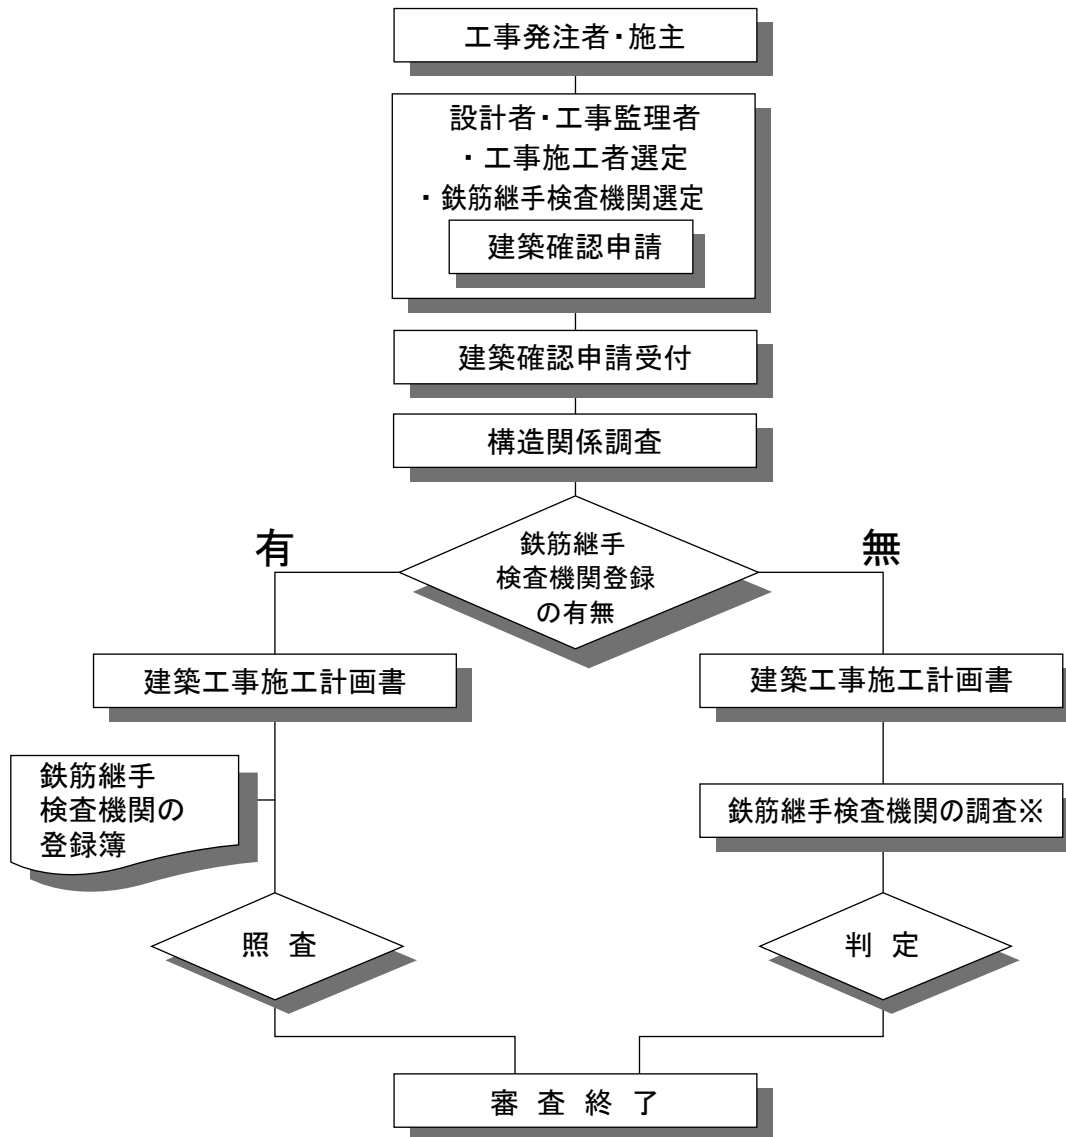 工事発注者・施主
設計者・工事監理者
・工事施工者選定
・鉄筋継手検査機関選定
建築確認申請
建築確認申請受付
構造関係調査
有
無
鉄筋継手
検査機関登録
の有無
建築工事施工計画書
建築工事施工計画書
鉄筋継手
検査機関の
登録簿
鉄筋継手検査機関の調査※
照 査
判 定
審 査 終 了